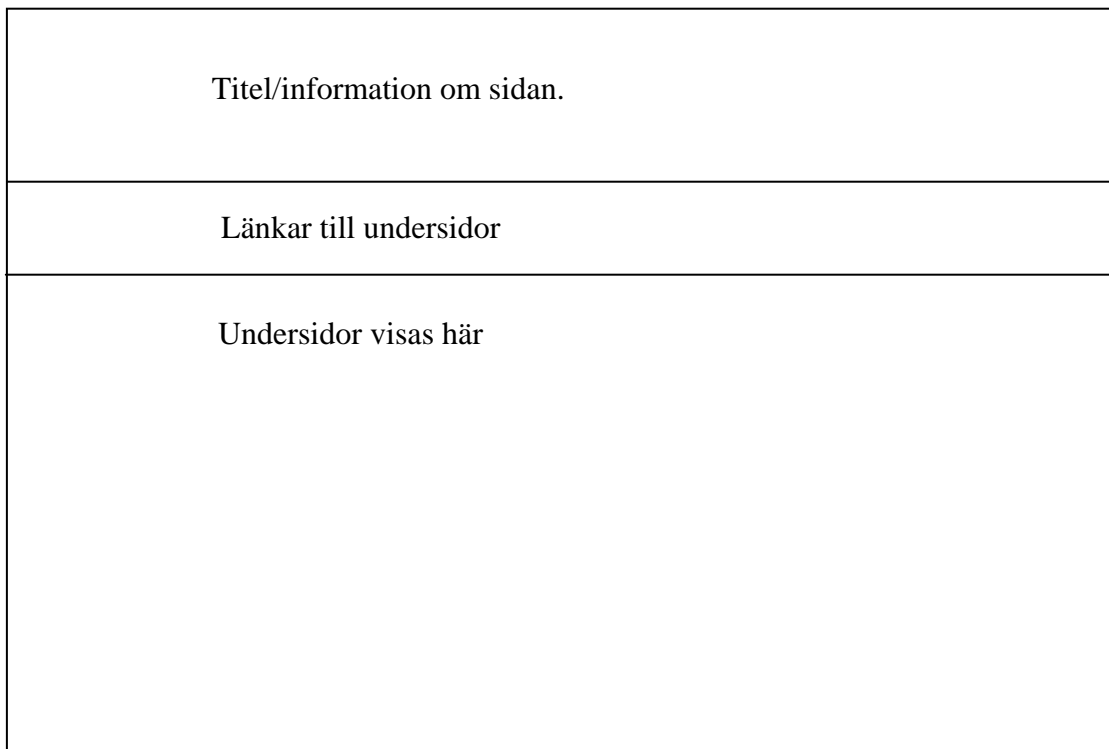 Titel/information om sidan.
Länkar till undersidor
Undersidor visas här